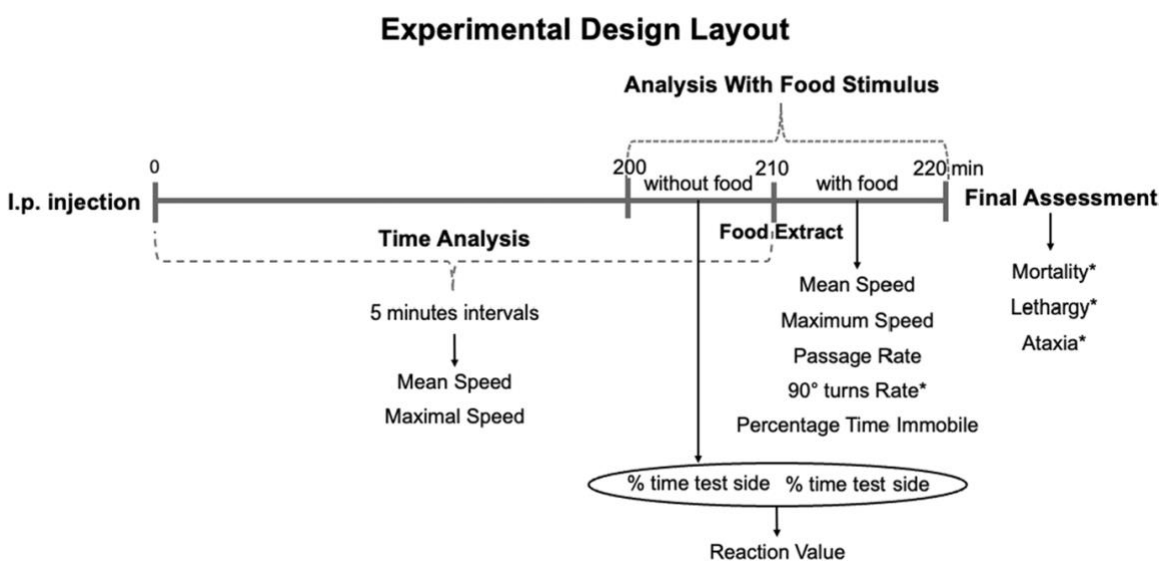 Experimental Design Layout
Analysis With Food Stimulus
0 200 210 220 min
without food with food
I.p. injection
Final Assessment
Time Analysis
Food Extract
5 minutes intervals
Mean Speed
Maximal Speed
Mean Speed
Maximum Speed
Passage Rate
90° turns Rate*
Percentage Time Immobile
Mortality*
Lethargy*
Ataxia*
% time test side % time test side
Reaction Value